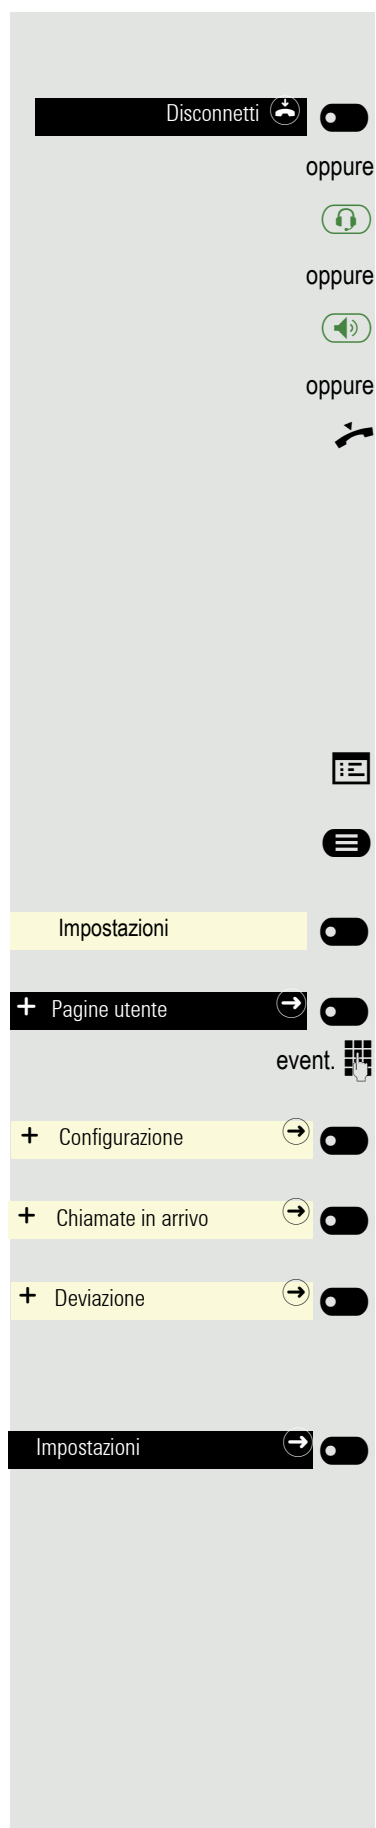 Disconnetti
oppure
oppure
oppure
Impostazioni
+ Pagine utente
event.
+ Configurazione
+ Chiamate in arrivo
+ Deviazione
Impostazioni